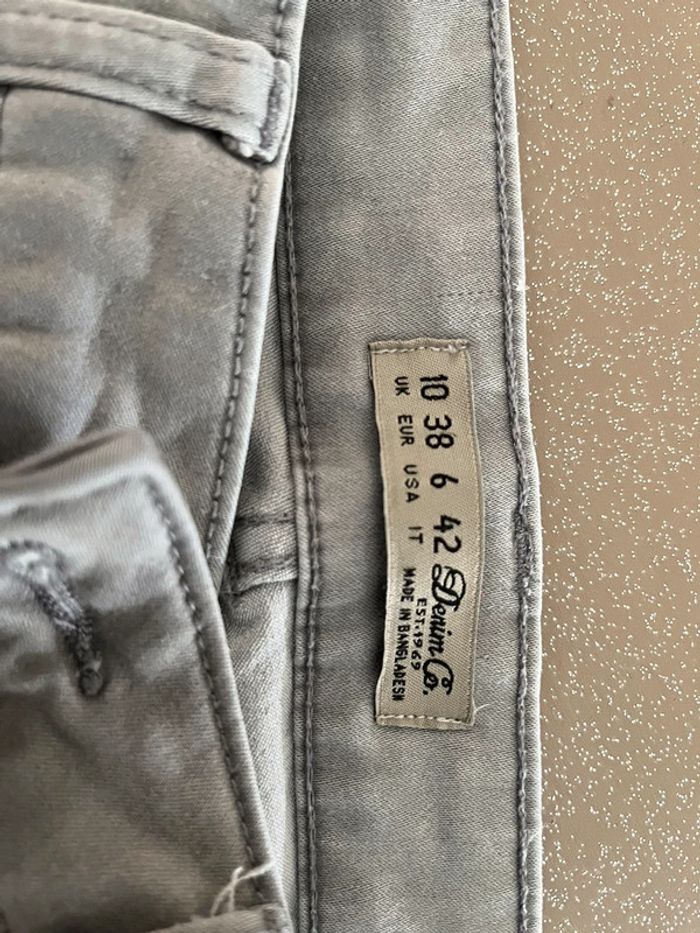 10 38 6 42
UK EUR USA IT
Denim Co.
EST.1969
MADE IN BANGLADESH